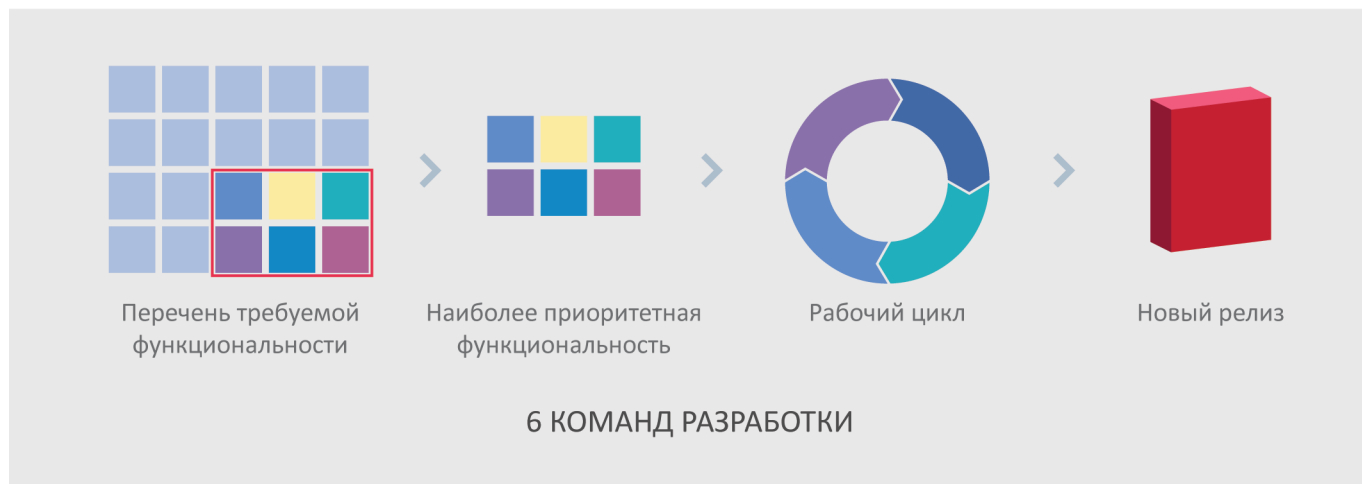 Перечень требуемой
функциональности
Наиболее приоритетная
функциональность
Рабочий цикл
Новый релиз
6 КОМАНД РАЗРАБОТКИ